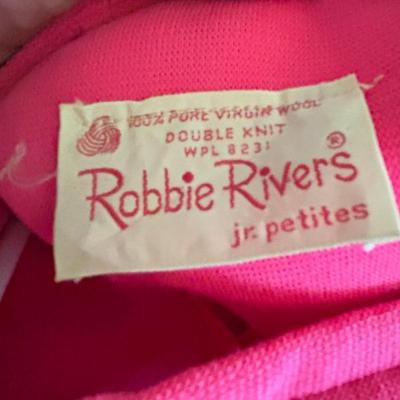 100% PURE VIRGIN WOOL
DOUBLE KNIT
WPL 8231
Robbie Rivers®
jr. petites